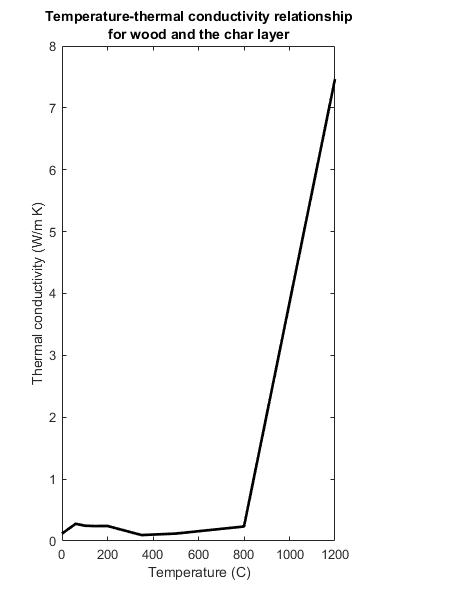 Temperature-thermal conductivity relationship
for wood and the char layer
8
7
6
5
4
3
2
1
0
Thermal conductivity (W/m K)
0 200 400 600 800 1000 1200
Temperature (C)